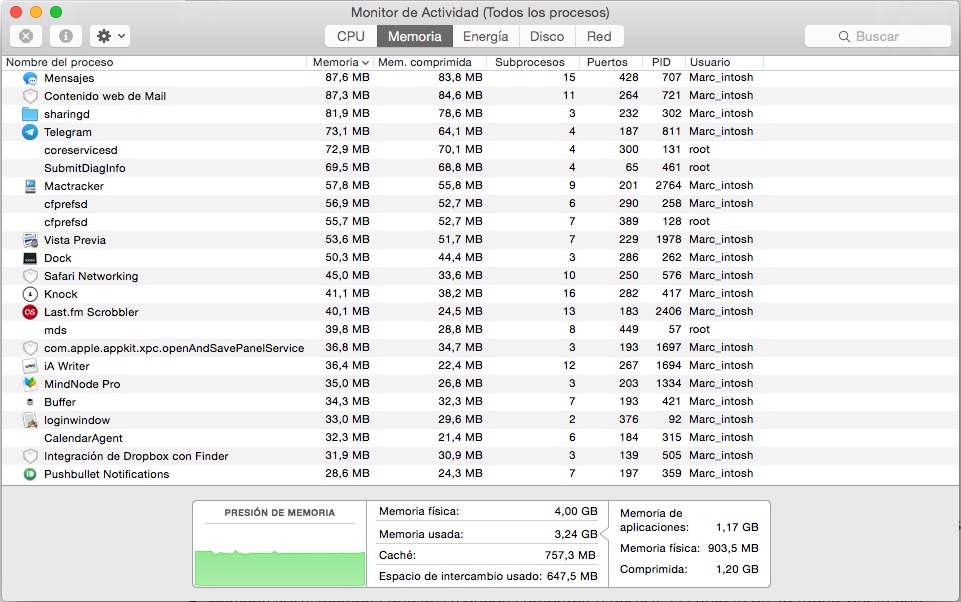 Monitor de Actividad (Todos los procesos)
CPU Memoria Energía Disco Red Buscar
Nombre del proceso Memoria Mem. comprimida Subprocesos Puertos PID Usuario
Mensajes 87,6 MB 83,8 MB 15 428 707 Marc_intosh
Contenido web de Mail 87,3 MB 84,6 MB 11 264 721 Marc_intosh
sharingd 81,9 MB 78,6 MB 3 232 302 Marc_intosh
Telegram 73,1 MB 64,1 MB 4 187 811 Marc_intosh
coreservicesd 72,9 MB 70,1 MB 4 300 131 root
SubmitDiagInfo 69,5 MB 68,8 MB 4 65 461 root
Mactracker 57,8 MB 55,8 MB 9 201 2764 Marc_intosh
cfprefsd 56,9 MB 52,7 MB 6 290 258 Marc_intosh
cfprefsd 55,7 MB 52,7 MB 7 389 128 root
Vista Previa 53,6 MB 51,7 MB 7 229 1978 Marc_intosh
Dock 50,3 MB 44,4 MB 3 286 262 Marc_intosh
Safari Networking 45,0 MB 33,6 MB 10 250 576 Marc_intosh
Knock 41,1 MB 38,2 MB 16 282 417 Marc_intosh
Last.fm Scrobbler 40,1 MB 24,5 MB 13 183 2406 Marc_intosh
mds 39,8 MB 28,8 MB 8 449 57 root
com.apple.appkit.xpc.openAndSavePanelService 36,8 MB 34,7 MB 3 193 1697 Marc_intosh
iA Writer 36,4 MB 22,4 MB 12 267 1694 Marc_intosh
MindNode Pro 35,0 MB 26,8 MB 3 203 1334 Marc_intosh
Buffer 34,3 MB 32,3 MB 7 193 421 Marc_intosh
loginwindow 33,0 MB 29,6 MB 2 376 92 Marc_intosh
CalendarAgent 32,3 MB 21,4 MB 6 184 315 Marc_intosh
Integración de Dropbox con Finder 31,9 MB 30,9 MB 3 139 505 Marc_intosh
Pushbullet Notifications 28,6 MB 24,3 MB 7 197 359 Marc_intosh
PRESIÓN DE MEMORIA
Memoria física: 4,00 GB
Memoria usada: 3,24 GB
Caché: 757,3 MB
Espacio de intercambio usado: 647,5 MB
Memoria de
aplicaciones: 1,17 GB
Memoria física: 903,5 MB
Comprimida: 1,20 GB